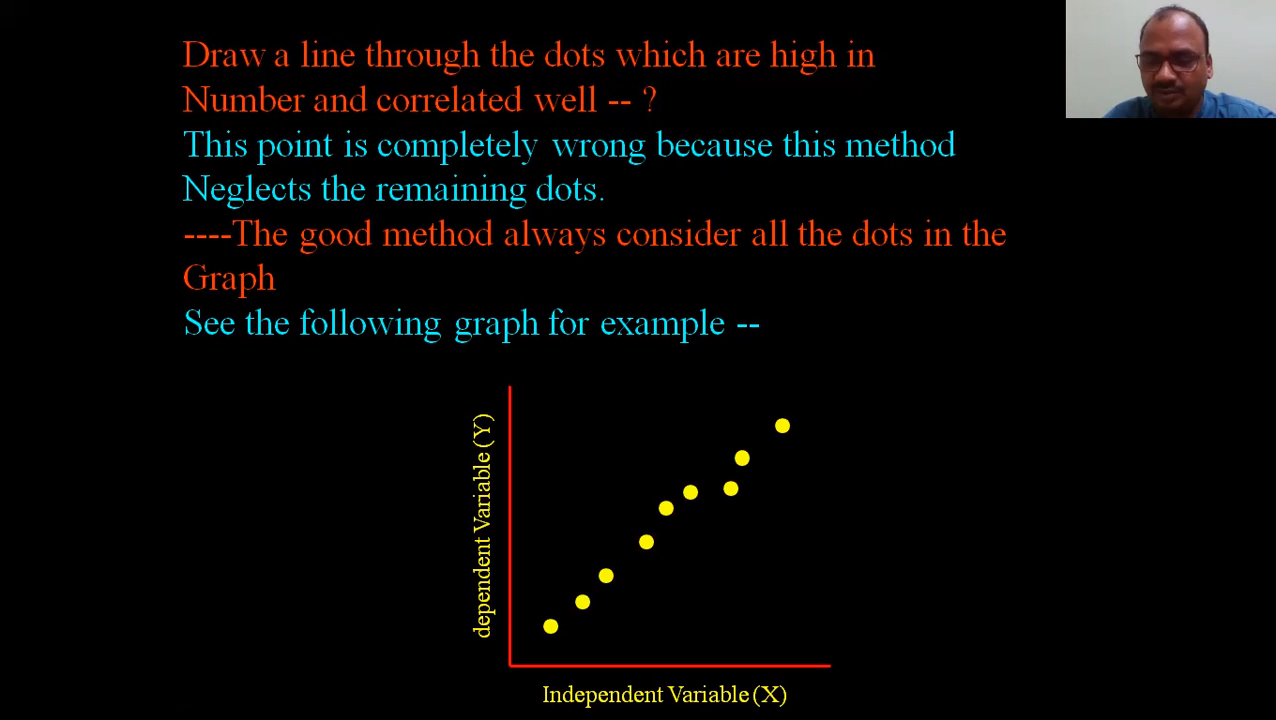 Draw a line through the dots which are high in
Number and correlated well -- ?
This point is completely wrong because this method
Neglects the remaining dots.
----The good method always consider all the dots in the
Graph
See the following graph for example --
dependent Variable (Y)
Independent Variable (X)